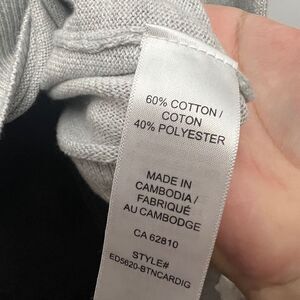 60% COTTON /
COTON
40% POLYESTER
MADE IN
CAMBODIA /
FABRIQUÉ
AU CAMBODGE
CA 62810
STYLE#
ED5620-BTNCARDIG